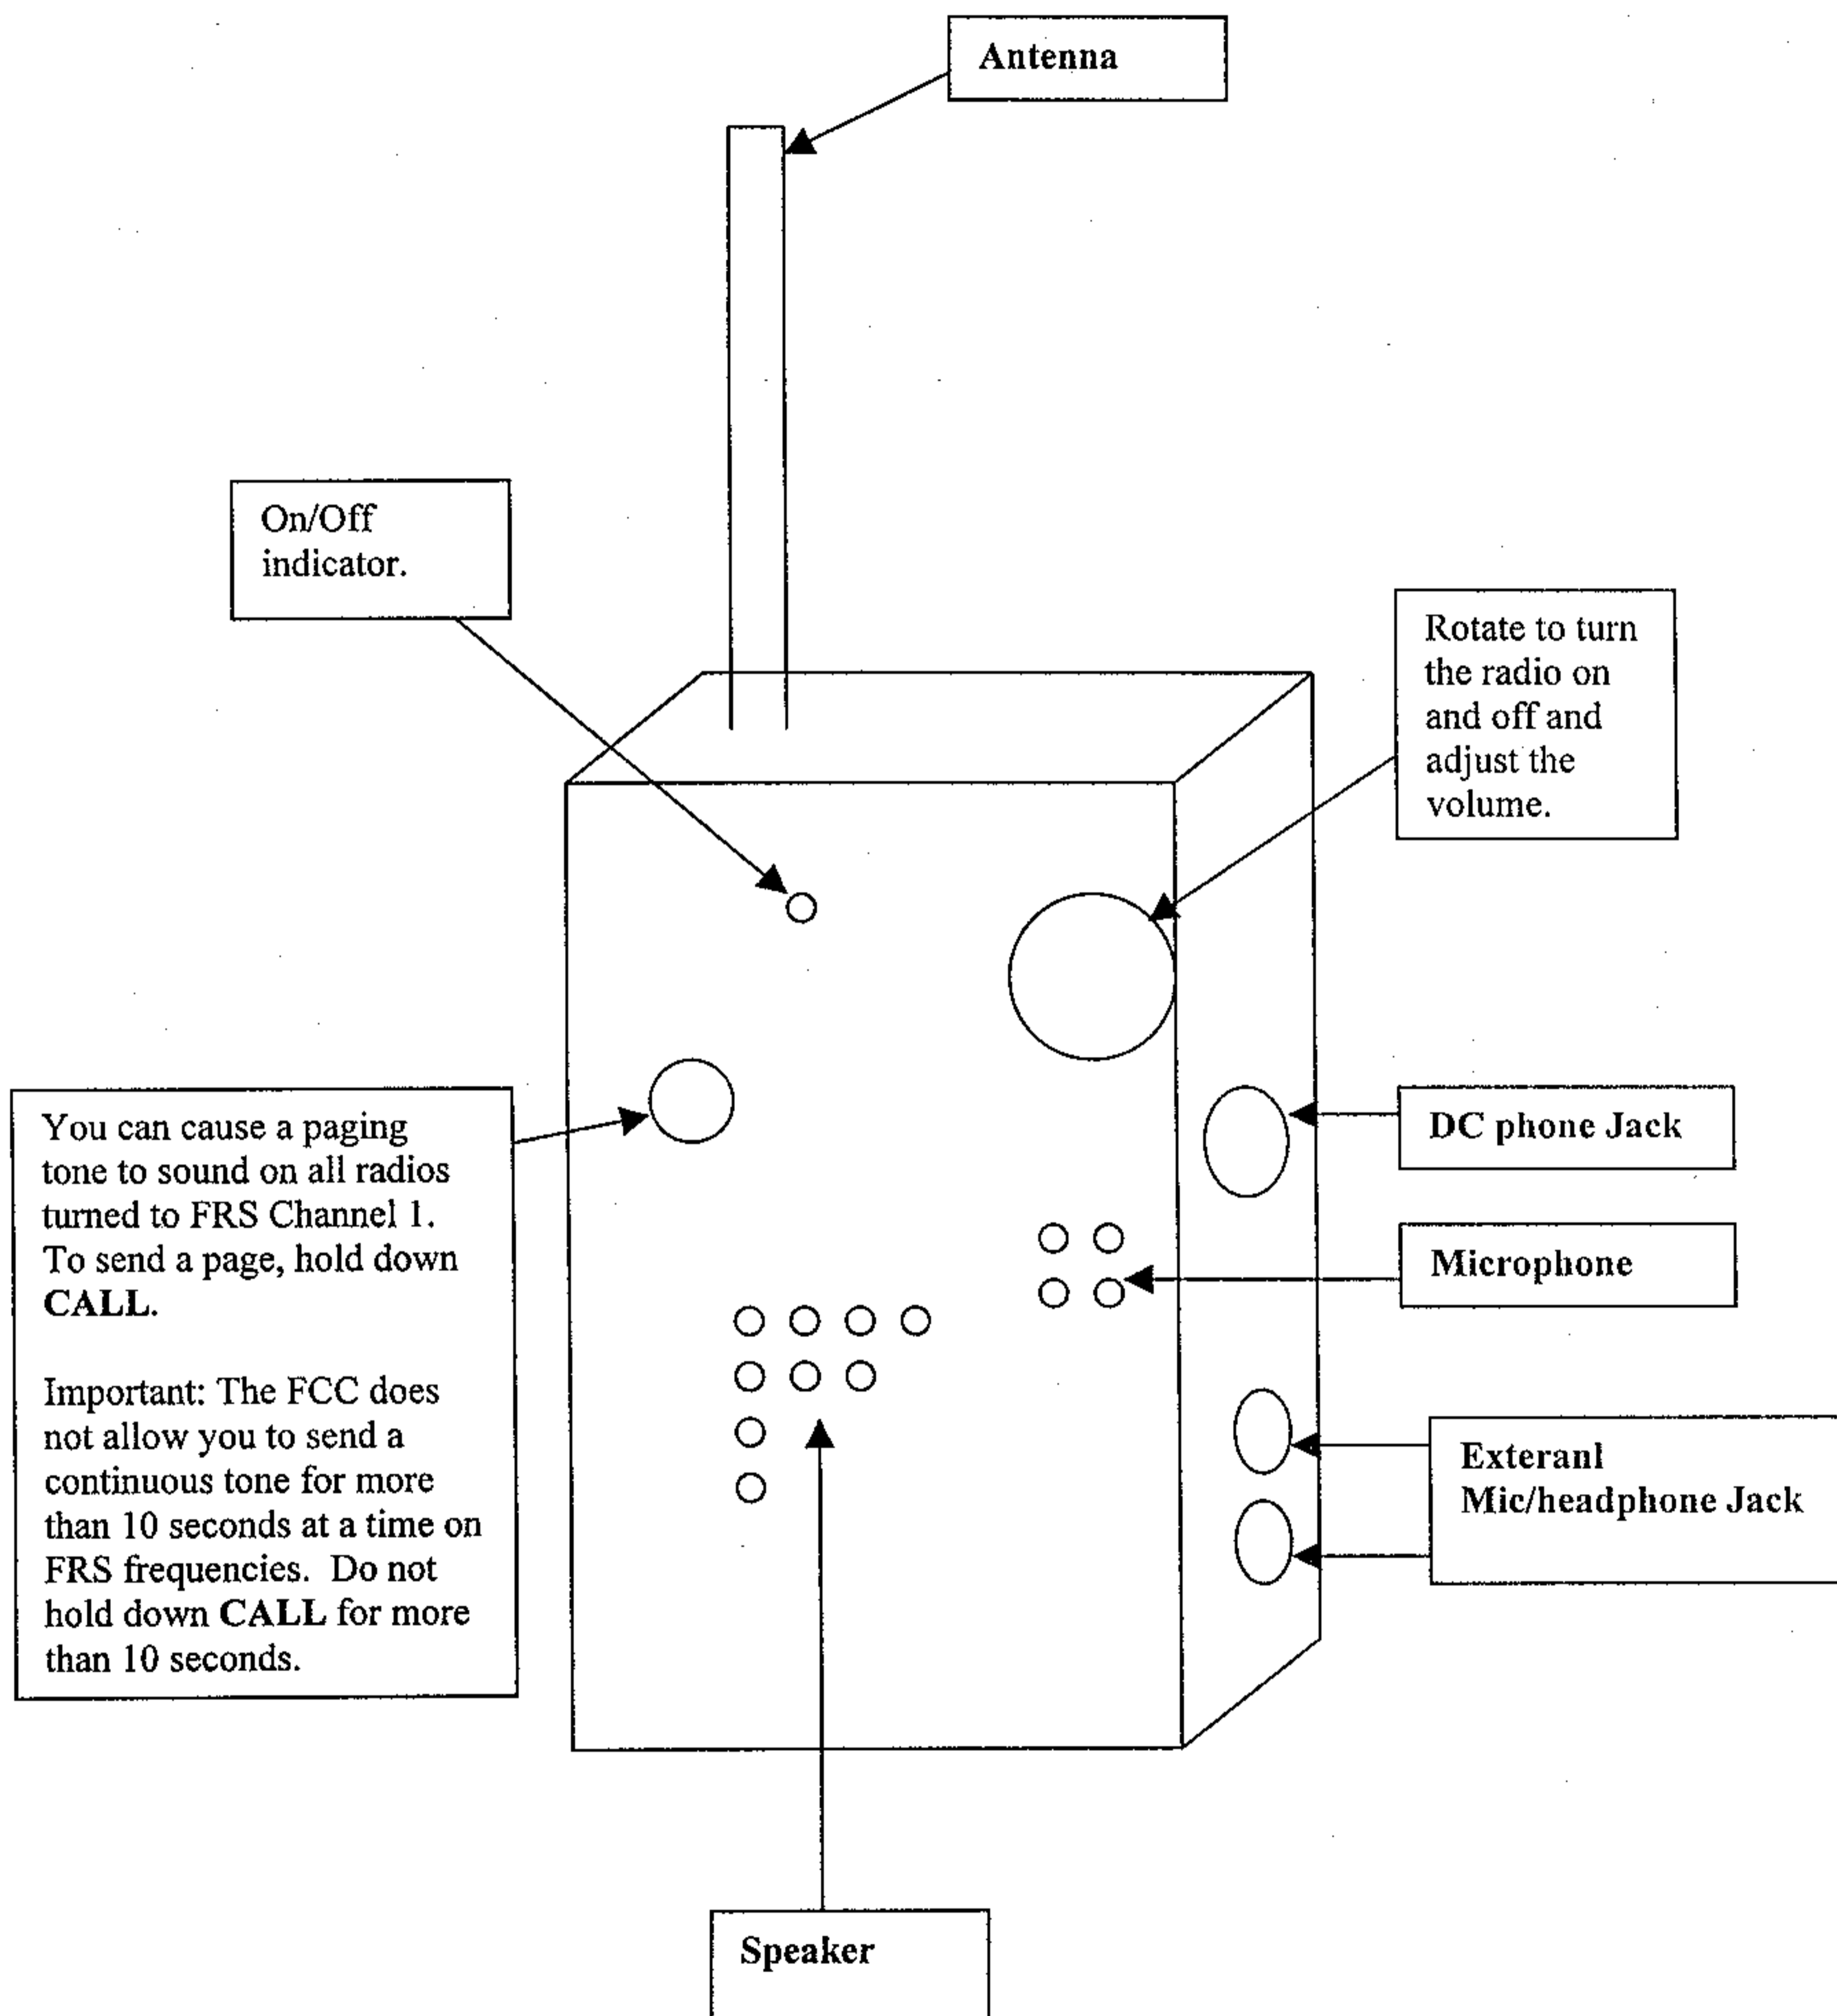 Antenna
On/Off
indicator.
Rotate to turn
the radio on
and off and
adjust the
volume.
You can cause a paging
tone to sound on all radios
turned to FRS Channel 1.
To send a page, hold down
CALL.
Important: The FCC does
not allow you to send a
continuous tone for more
than 10 seconds at a time on
FRS frequencies.  Do not
hold down CALL for more
than 10 seconds.
DC phone Jack
Microphone
Exteranl
Mic/headphone Jack
Speaker